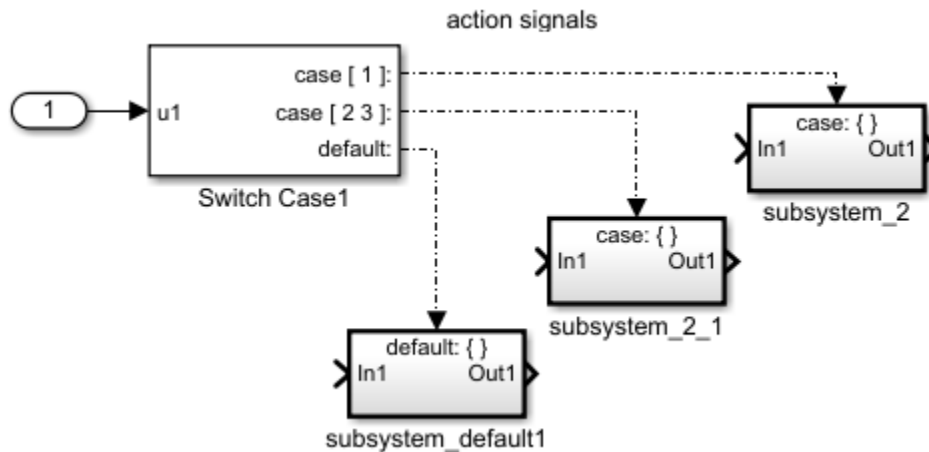 action signals
1
u1
case [ 1 ]:
case [ 2 3 ]:
default:
Switch Case1
case: { }
In1
Out1
subsystem_2
case: { }
In1
Out1
subsystem_2_1
default: { }
In1
Out1
subsystem_default1